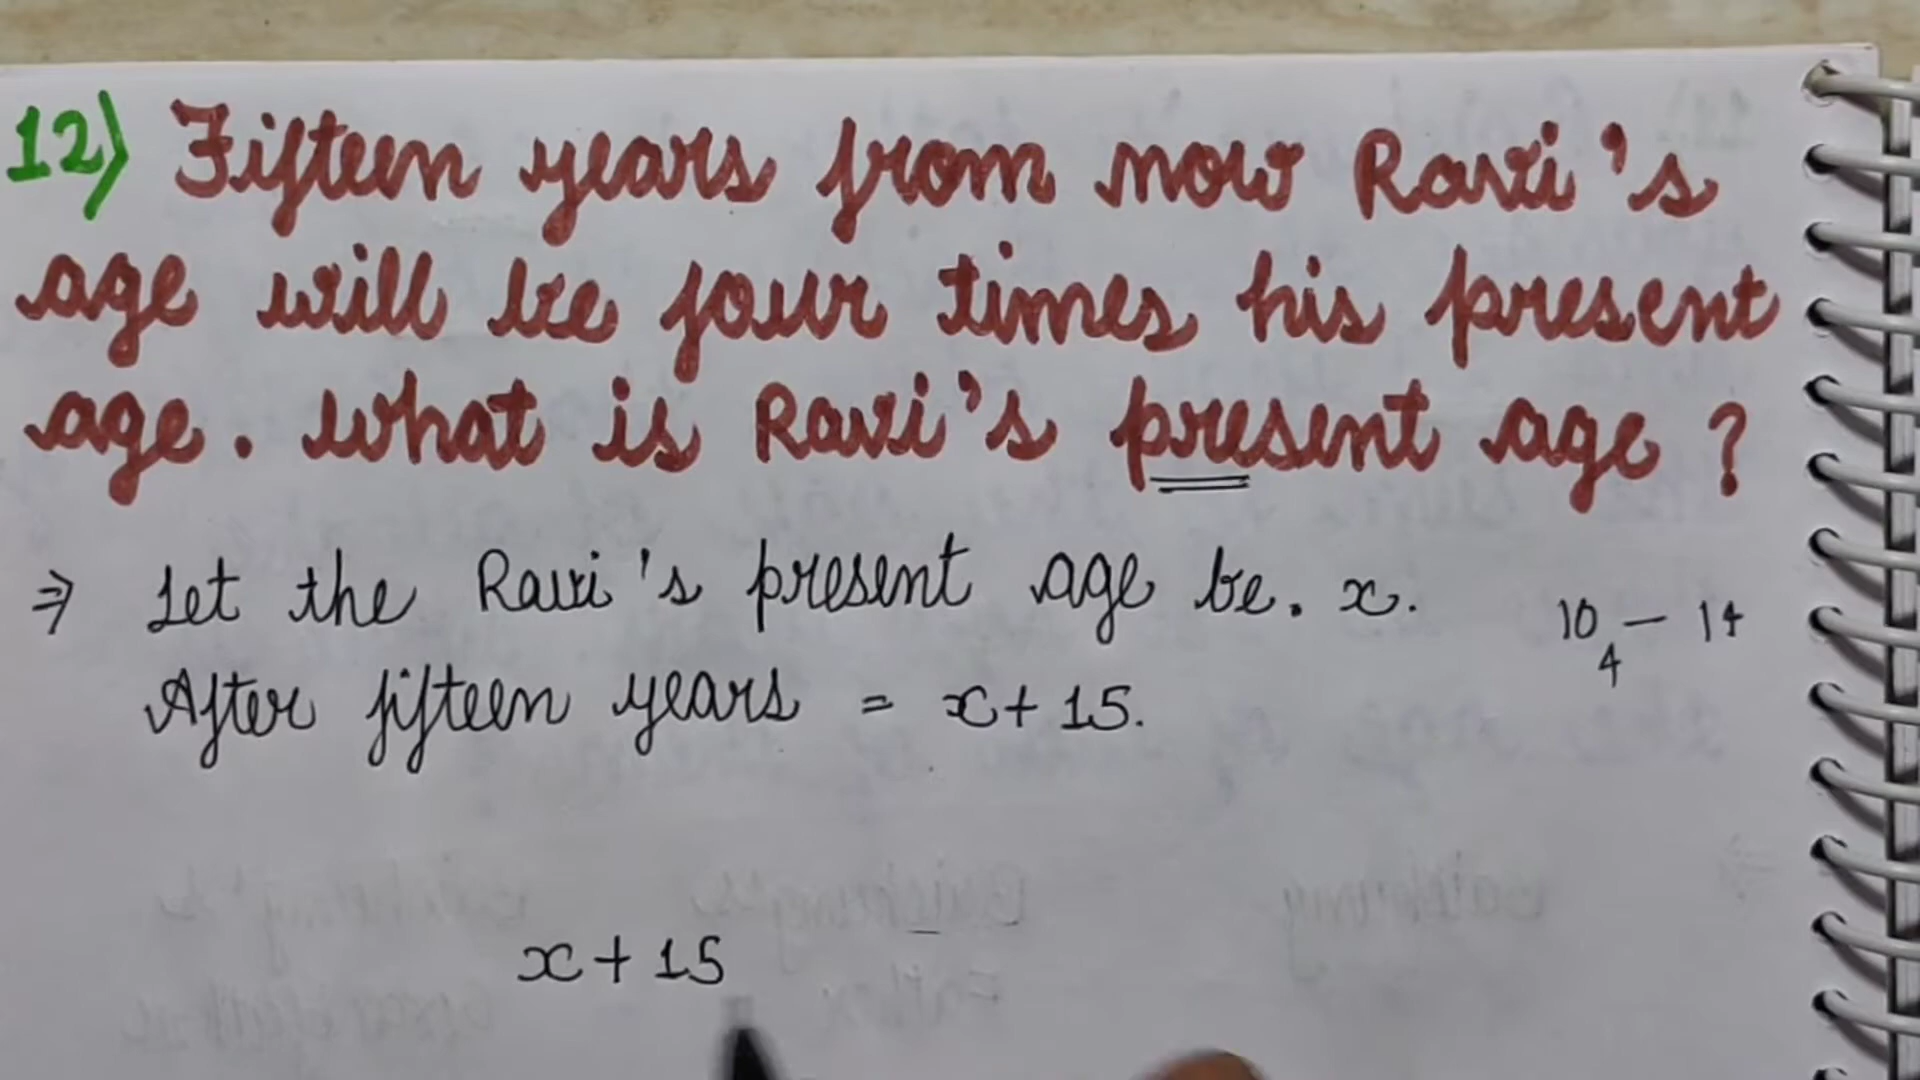 12) Fifteen years from now Ravi's
age will be four times his present
age. What is Ravi's present age?
⇒ Let the Ravi's present age be. x.
10 - 14
4
After fifteen years = x + 15.
x + 15